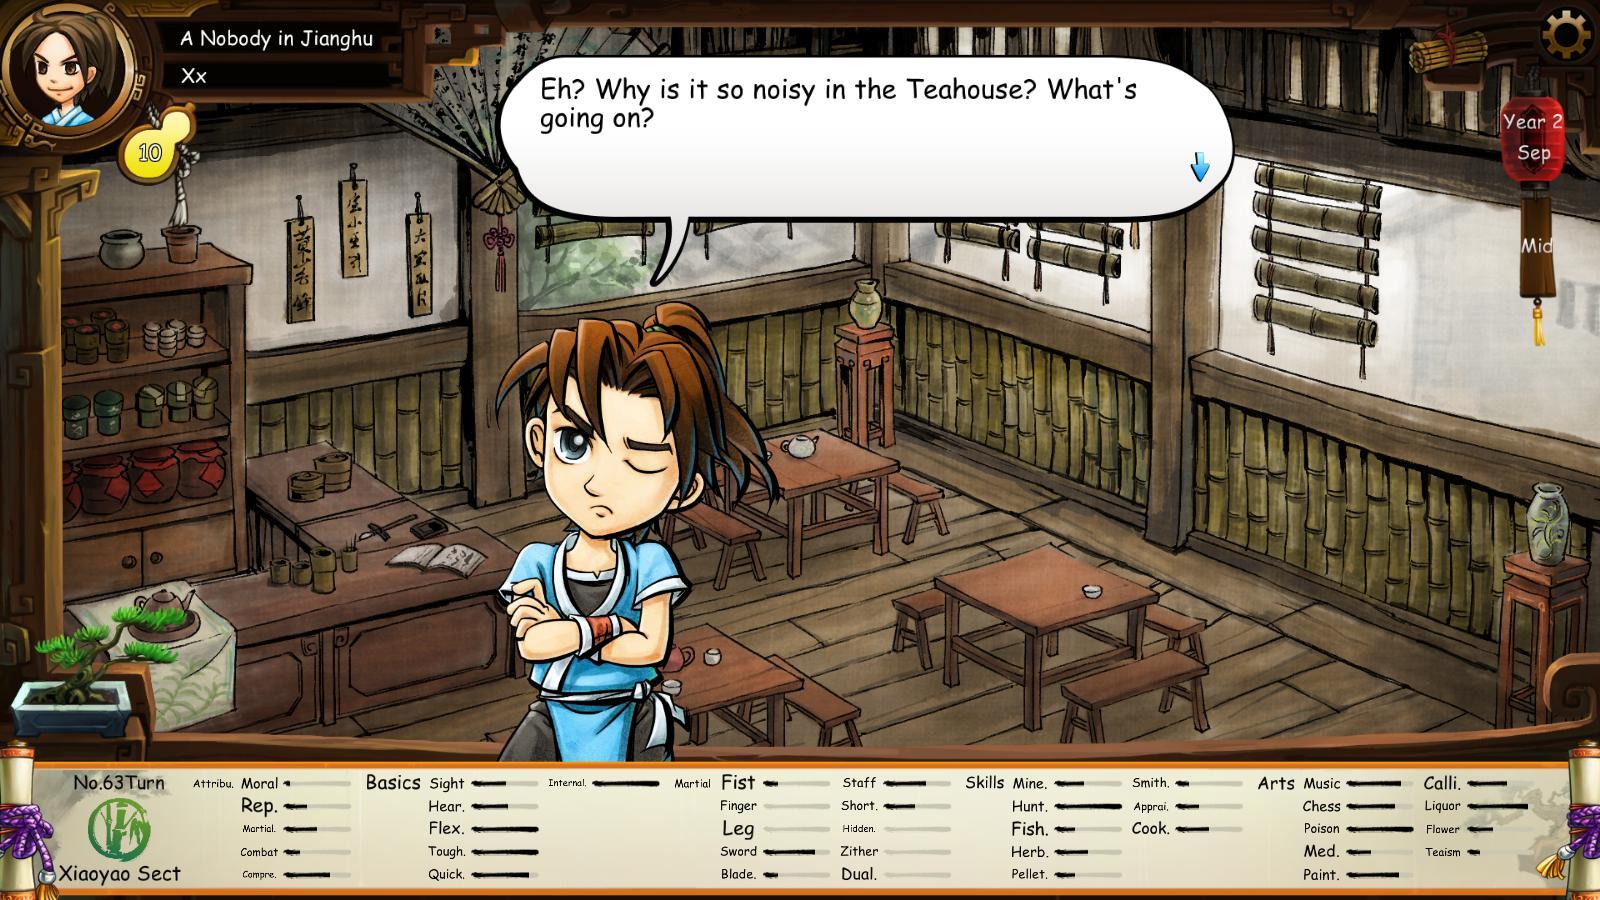 A Nobody in Jianghu
Xx
10
Eh? Why is it so noisy in the Teahouse? What's
going on?
Year 2
Sep
Mid
No.63Turn
Xiaoyao Sect
Attribu.
Moral
Rep.
Martial.
Combat
Compre.
Basics
Sight
Hear.
Flex.
Tough.
Quick.
Internal.
Martial
Fist
Finger
Leg
Sword
Blade.
Staff
Short.
Hidden.
Zither
Dual.
Skills
Mine.
Hunt.
Fish.
Herb.
Pellet.
Smith.
Apprai.
Cook.
Arts
Music
Chess
Poison
Med.
Paint.
Calli.
Liquor
Flower
Teaism